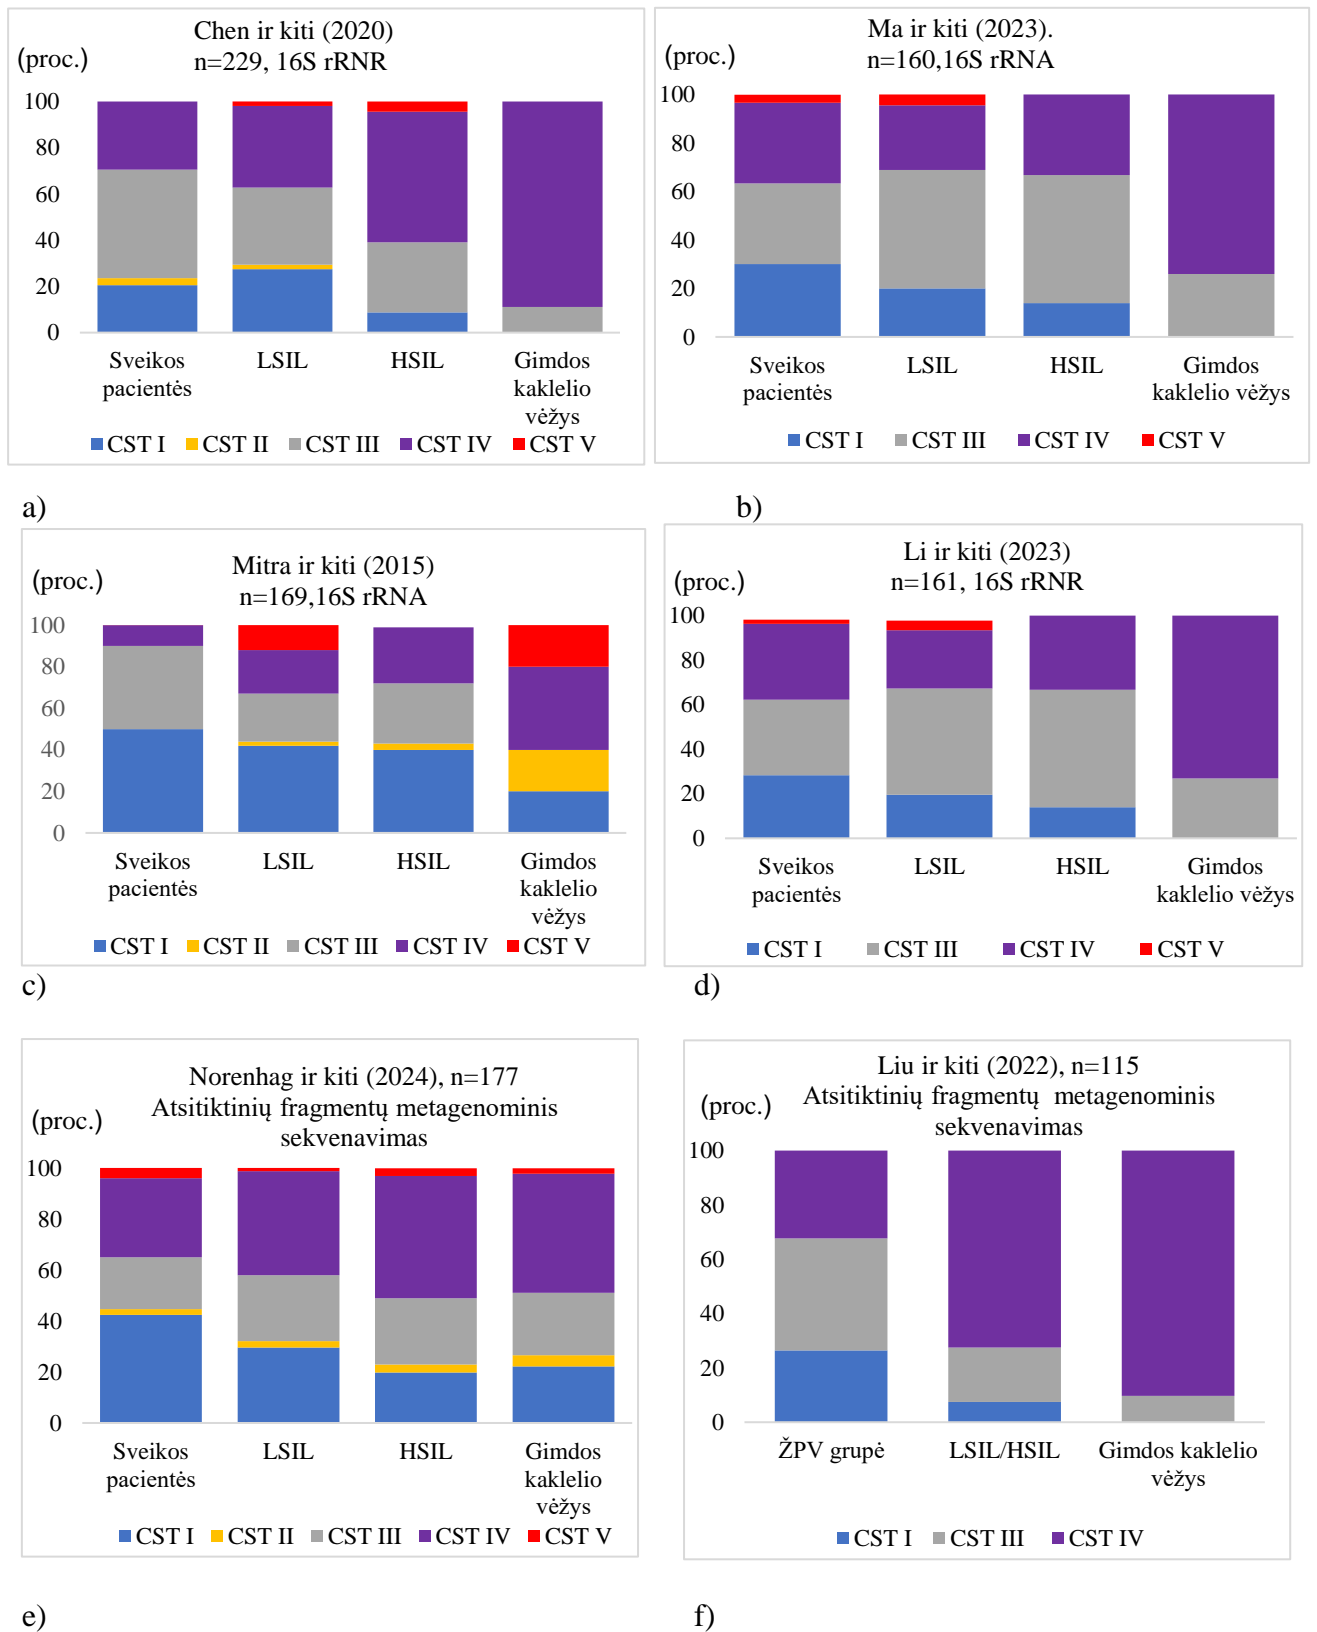 Chen ir kiti (2020)
n=229, 16S rRNR
(proc.)
100
80
60
40
20
0
Sveikos
pacientės
LSIL
HSIL
Gimdos
kaklelio
vėžys
CST I CST II CST III CST IV CST V
a)
Ma ir kiti (2023).
n=160,16S rRNA
(proc.)
100
80
60
40
20
0
Sveikos
pacientės
LSIL
HSIL
Gimdos
kaklelio vėžys
CST I CST III CST IV CST V
b)
Mitra ir kiti (2015)
n=169,16S rRNA
(proc.)
100
80
60
40
20
0
Sveikos
pacientės
LSIL
HSIL
Gimdos
kaklelio
vėžys
CST I CST II CST III CST IV CST V
c)
Li ir kiti (2023)
n=161, 16S rRNR
(proc.)
100
80
60
40
20
0
Sveikos
pacientės
LSIL
HSIL
Gimdos
kaklelio vėžys
CST I CST III CST IV CST V
d)
Norenhag ir kiti (2024), n=177
Atsitiktinių fragmentų metagenominis
sekvenavimas
(proc.)
100
80
60
40
20
0
Sveikos
pacientės
LSIL
HSIL
Gimdos
kaklelio
vėžys
CST I CST II CST III CST IV CST V
e)
Liu ir kiti (2022), n=115
Atsitiktinių fragmentų metagenominis
sekvenavimas
(proc.)
100
80
60
40
20
0
ŽPV grupė
LSIL/HSIL
Gimdos kaklelio
vėžys
CST I CST III CST IV
f)